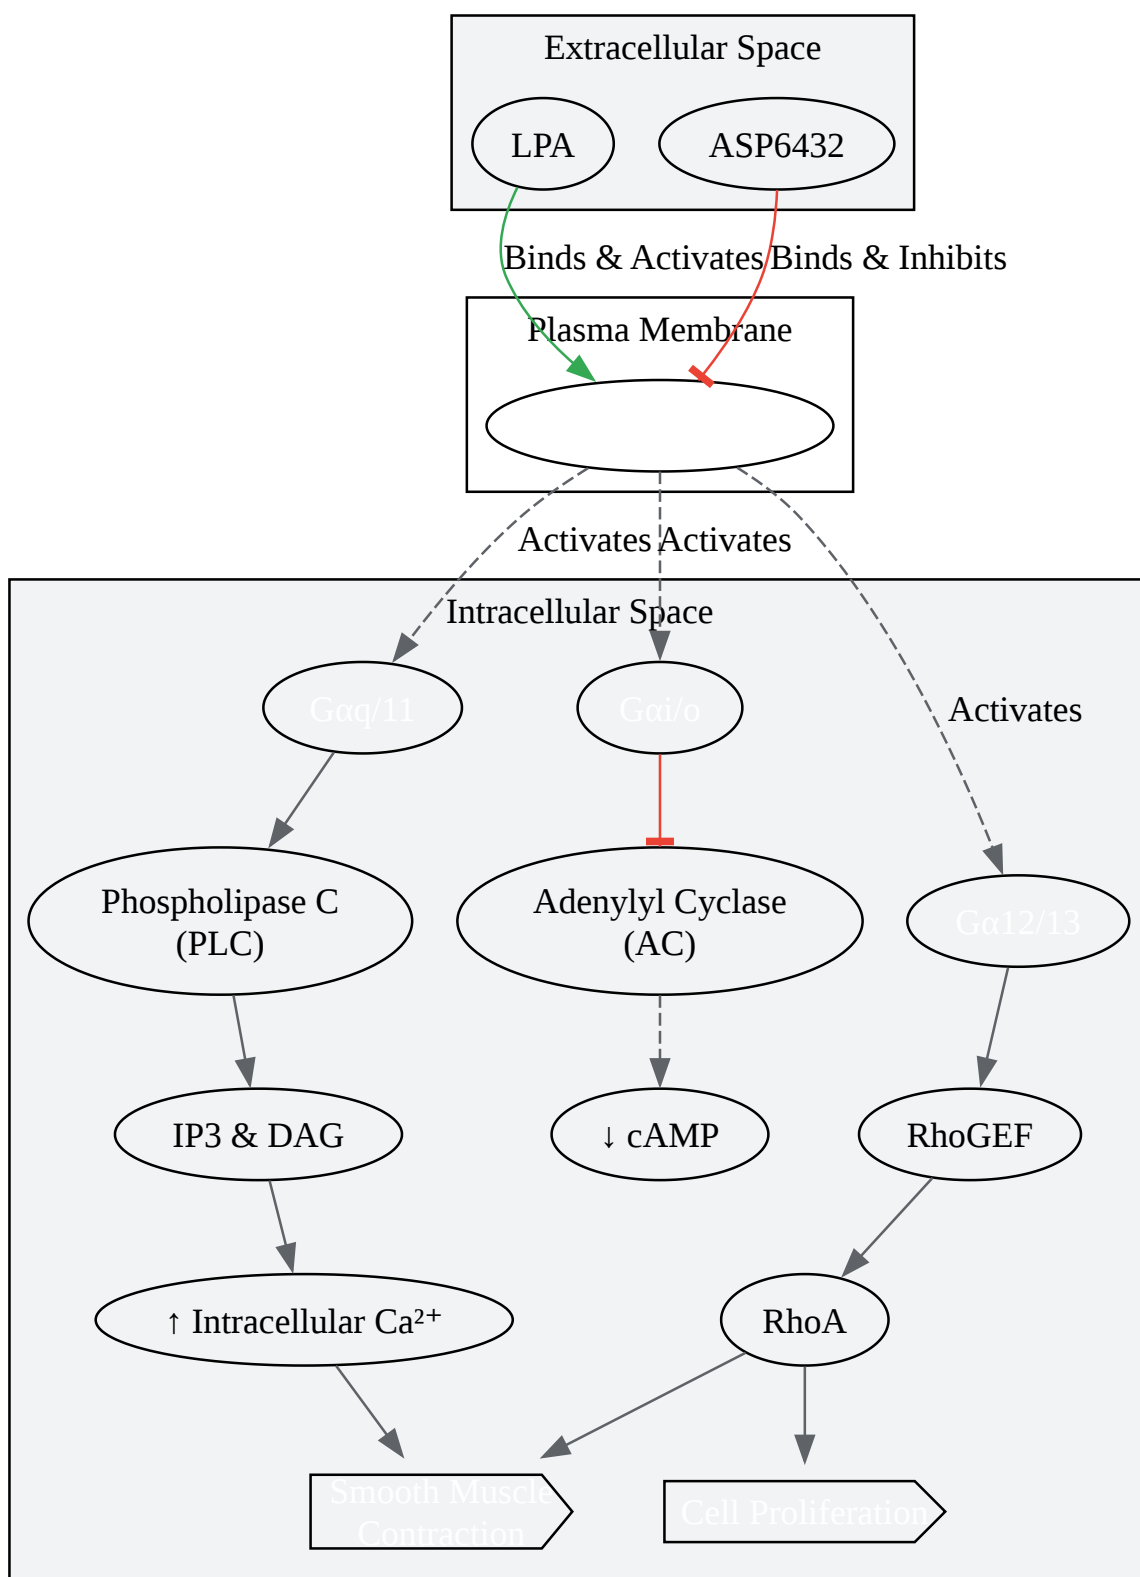 Extracellular Space
LPA
ASP6432
Binds & Activates
Binds & Inhibits
Plasma Membrane
Activates
Activates
Intracellular Space
Gαq/11
Gαi/o
Activates
Phospholipase C
(PLC)
Adenylyl Cyclase
(AC)
Gα12/13
IP3 & DAG
↓ cAMP
RhoGEF
↑ Intracellular Ca²⁺
RhoA
Smooth Muscle
Contraction
Cell Proliferation